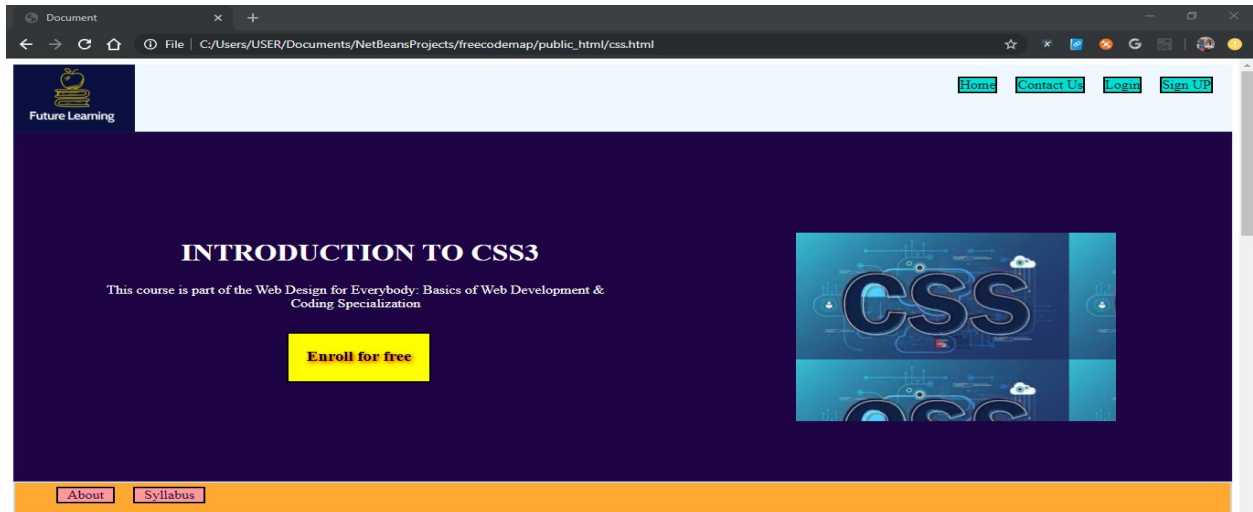 Document
File C:/Users/USER/Documents/NetBeansProjects/freecodemap/public_html/css.html
Future Learning
Home Contact Us Login Sign UP
INTRODUCTION TO CSS3
This course is part of the Web Design for Everybody: Basics of Web Development &
Coding Specialization
Enroll for free
CSS
CSS
About Syllabus